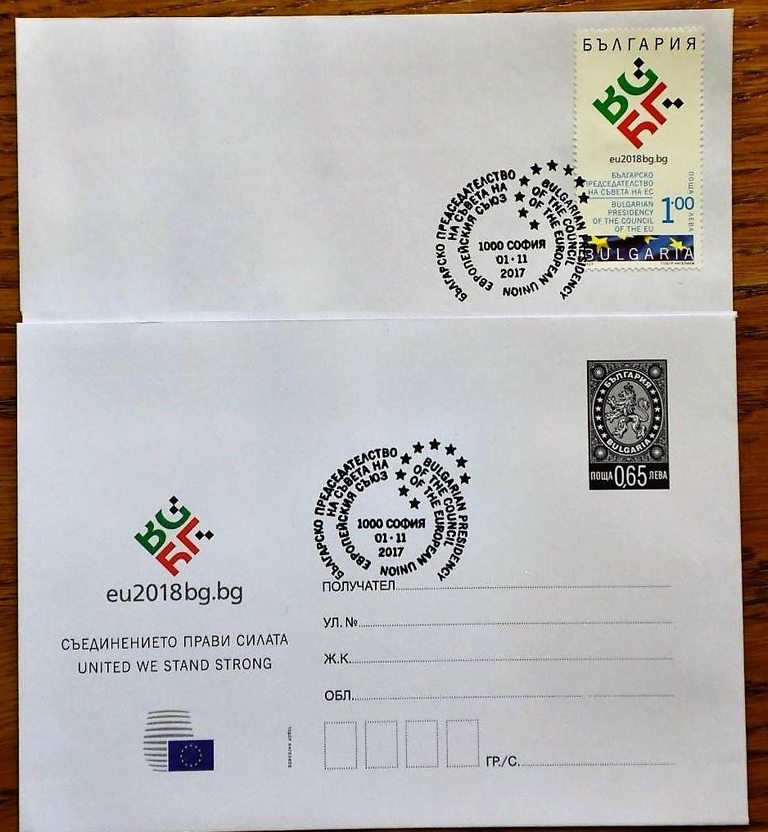 БЪЛГАРИЯ
eu2018bg.bg
БЪЛГАРСКО
ПРЕДСЕДАТЕЛСТВО
НА СЪВЕТА НА ЕС
BULGARIAN
PRESIDENCY
OF THE COUNCIL
OF THE EU
ПОЩА
1.00
ЛЕВА
BULGARIA
БЪЛГАРСКО ПРЕДСЕДАТЕЛСТВО
НА СЪВЕТА НА
ЕВРОПЕЙСКИЯ СЪЮЗ
BULGARIAN PRESIDENCY
OF THE COUNCIL
OF THE EUROPEAN UNION
1000 СОФИЯ
01·11
2017
БЪЛГАРИЯ
BULGARIA
ПОЩА 0,65 ЛЕВА
БЪЛГАРСКО ПРЕДСЕДАТЕЛСТВО
НА СЪВЕТА НА
ЕВРОПЕЙСКИЯ СЪЮЗ
BULGARIAN PRESIDENCY
OF THE COUNCIL
OF THE EUROPEAN UNION
1000 СОФИЯ
01·11
2017
eu2018bg.bg
СЪЕДИНЕНИЕТО ПРАВИ СИЛАТА
UNITED WE STAND STRONG
ПОЛУЧАТЕЛ
УЛ. №
Ж.К.
ОБЛ.
ГР./С.